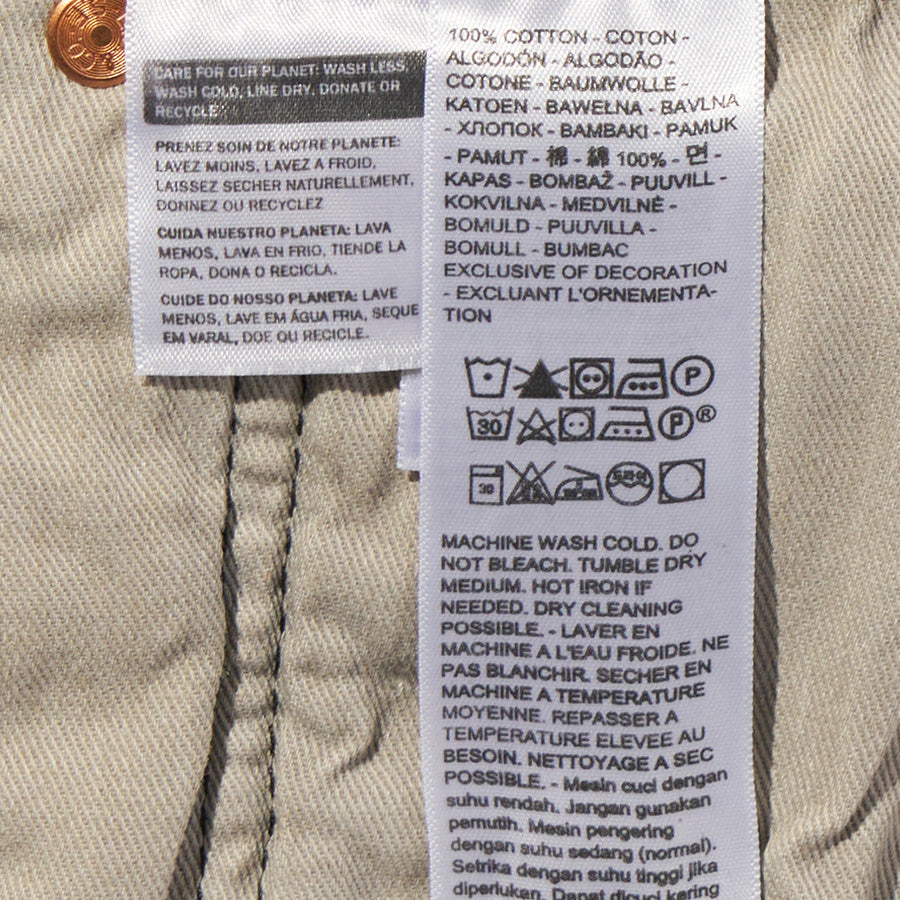 CARE FOR OUR PLANET: WASH LESS,
WASH COLD, LINE DRY, DONATE OR
RECYCLE
PRENEZ SOIN DE NOTRE PLANETE:
LAVEZ MOINS, LAVEZ A FROID,
LAISSEZ SECHER NATURELLEMENT,
DONNEZ OU RECYCLEZ
CUIDA NUESTRO PLANETA: LAVA
MENOS, LAVA EN FRIO, TIENDE LA
ROPA, DONA O RECICLA.
CUIDE DO NOSSO PLANETA: LAVE
MENOS, LAVE EM ÁGUA FRIA, SEQUE
EM VARAL, DOE OU RECICLE.
100% COTTON - COTON -
ALGODÓN - ALGODÃO -
COTONE - BAUMWOLLE -
KATOEN - BAWEŁNA - BAVLNA
- ХЛОПОК - BAMBAKI - PAMUK
- PAMUT - 棉 - 綿 100% - 면 -
KAPAS - BOMBAŽ - PUUVILL -
KOKVILNA - MEDVILNĖ -
BOMULD - PUUVILLA -
BOMULL - BUMBAC
EXCLUSIVE OF DECORATION
- EXCLUANT L'ORNEMENTA-
TION
P
30 P®
30 드라이
MACHINE WASH COLD. DO
NOT BLEACH. TUMBLE DRY
MEDIUM. HOT IRON IF
NEEDED. DRY CLEANING
POSSIBLE. - LAVER EN
MACHINE A L'EAU FROIDE. NE
PAS BLANCHIR. SECHER EN
MACHINE A TEMPERATURE
MOYENNE. REPASSER A
TEMPERATURE ELEVEE AU
BESOIN. NETTOYAGE A SEC
POSSIBLE. - Mesin cuci dengan
suhu rendah. Jangan gunakan
pemutih. Mesin pengering
dengan suhu sedang (normal).
Setrika dengan suhu tinggi jika
diperlukan. Dapat dicuci kering